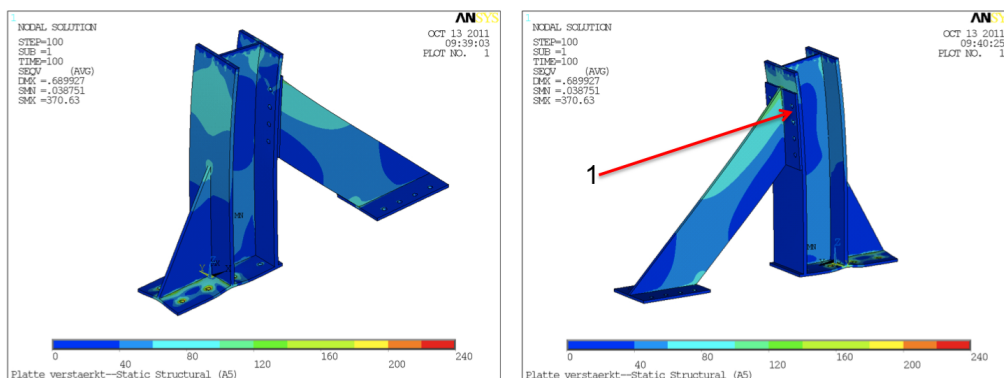 1
ANSYS
NODAL SOLUTION
OCT 13 2011
09:39:03
PLOT NO. 1
STEP=100
SUB =1
TIME=100
SEQV (AVG)
DMX =.689927
SMN =.038751
SMX =370.63
MN
Y
X
0 40 80 120 160 200 240
Platte verstaerkt--Static Structural (A5)
1
ANSYS
NODAL SOLUTION
OCT 13 2011
09:40:25
PLOT NO. 1
STEP=100
SUB =1
TIME=100
SEQV (AVG)
DMX =.689927
SMN =.038751
SMX =370.63
1
MN
Z
0 40 80 120 160 200 240
Platte verstaerkt--Static Structural (A5)